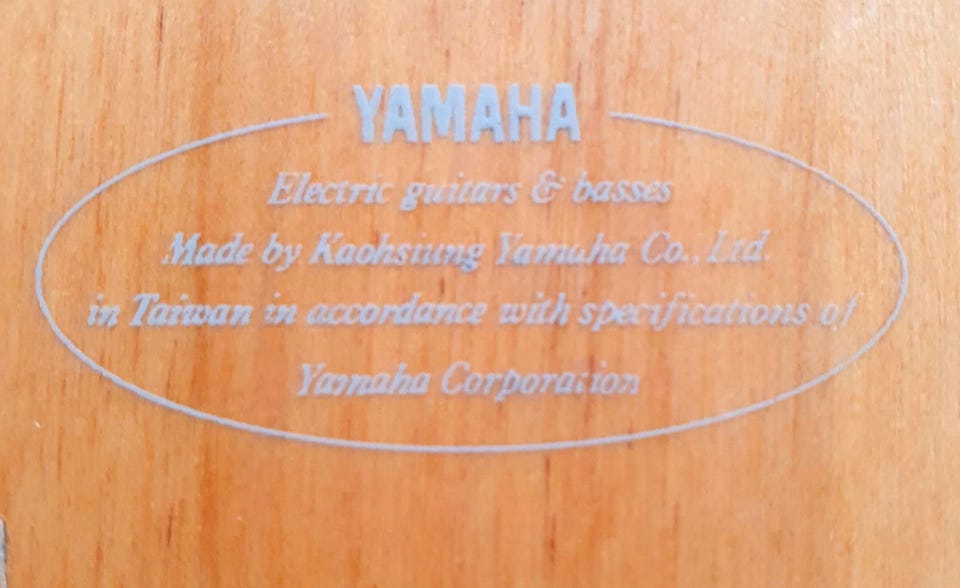 YAMAHA
Electric guitars & basses
Made by Kaohsiung Yamaha Co., Ltd.
in Taiwan in accordance with specifications of
Yamaha Corporation